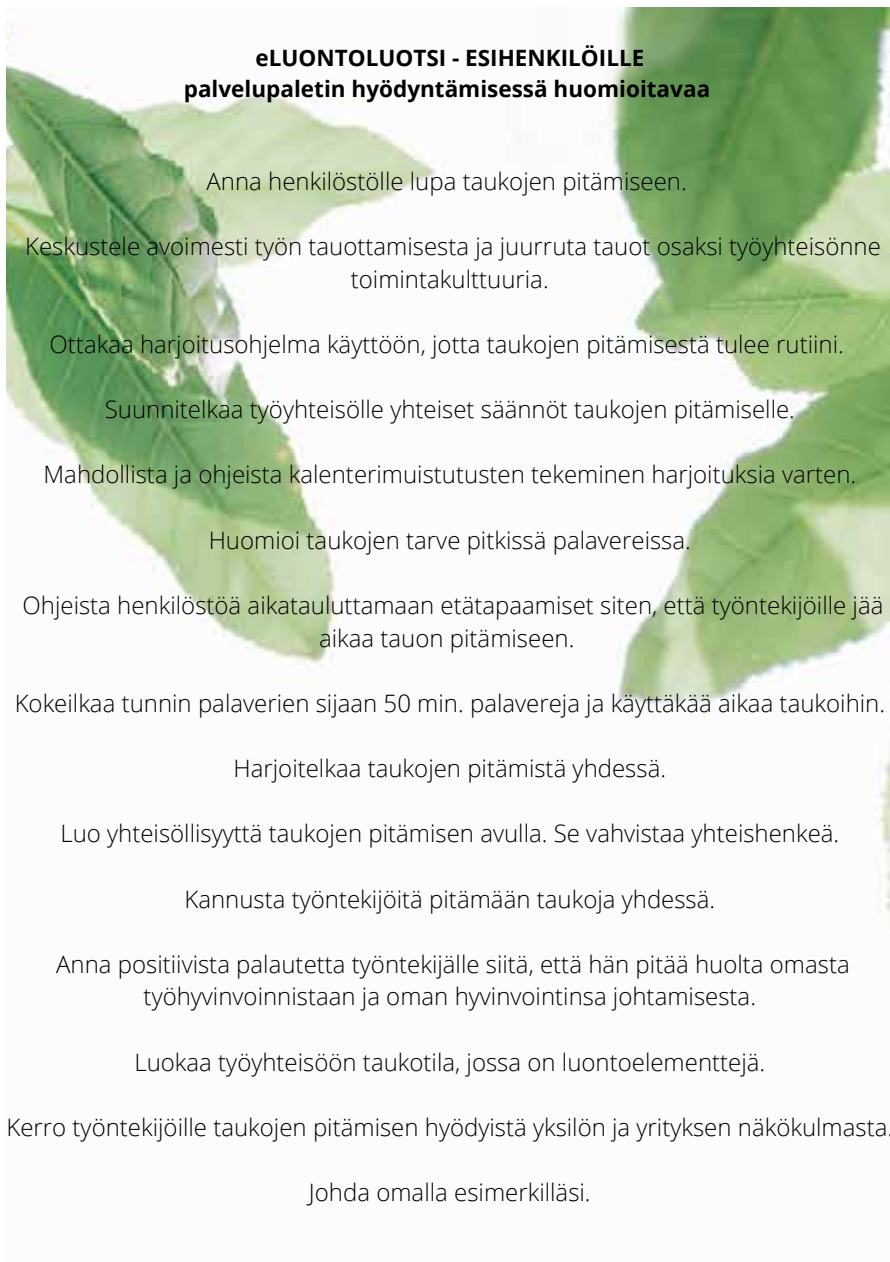 eLUONTOLUOTSI - ESIHENKILÖILLE
palvelupaletin hyödyntämisessä huomioitavaa
Anna henkilöstölle lupa taukojen pitämiseen.
Keskustele avoimesti työn tauottamisesta ja juurruta tauot osaksi työyhteisönne
toimintakulttuuria.
Ottakaa harjoitusohjelma käyttöön, jotta taukojen pitämisestä tulee rutiini.
Suunnitelkaa työyhteisölle yhteiset säännöt taukojen pitämiselle.
Mahdollista ja ohjeista kalenterimuistutusten tekeminen harjoituksia varten.
Huomioi taukojen tarve pitkissä palavereissa.
Ohjeista henkilöstöä aikatauluttamaan etätapaamiset siten, että työntekijöille jää
aikaa tauon pitämiseen.
Kokeilkaa tunnin palaverien sijaan 50 min. palavereja ja käyttäkää aikaa taukoihin.
Harjoitelkaa taukojen pitämistä yhdessä.
Luo yhteisöllisyyttä taukojen pitämisen avulla. Se vahvistaa yhteishenkeä.
Kannusta työntekijöitä pitämään taukoja yhdessä.
Anna positiivista palautetta työntekijälle siitä, että hän pitää huolta omasta
työhyvinvoinnistaan ja oman hyvinvointinsa johtamisesta.
Luokaa työyhteisöön taukotila, jossa on luontoelementtejä.
Kerro työntekijöille taukojen pitämisen hyödyistä yksilön ja yrityksen näkökulmasta.
Johda omalla esimerkilläsi.